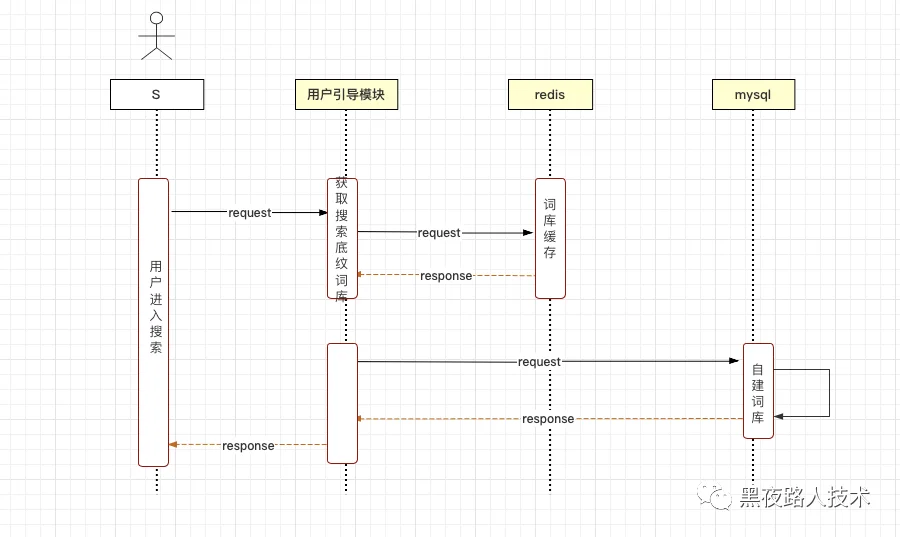 S
用户引导模块
redis
mysql
获取搜索底纹词库
request
request
词库缓存
response
用户进入搜索
request
自建词库
response
response
黑夜路人技术